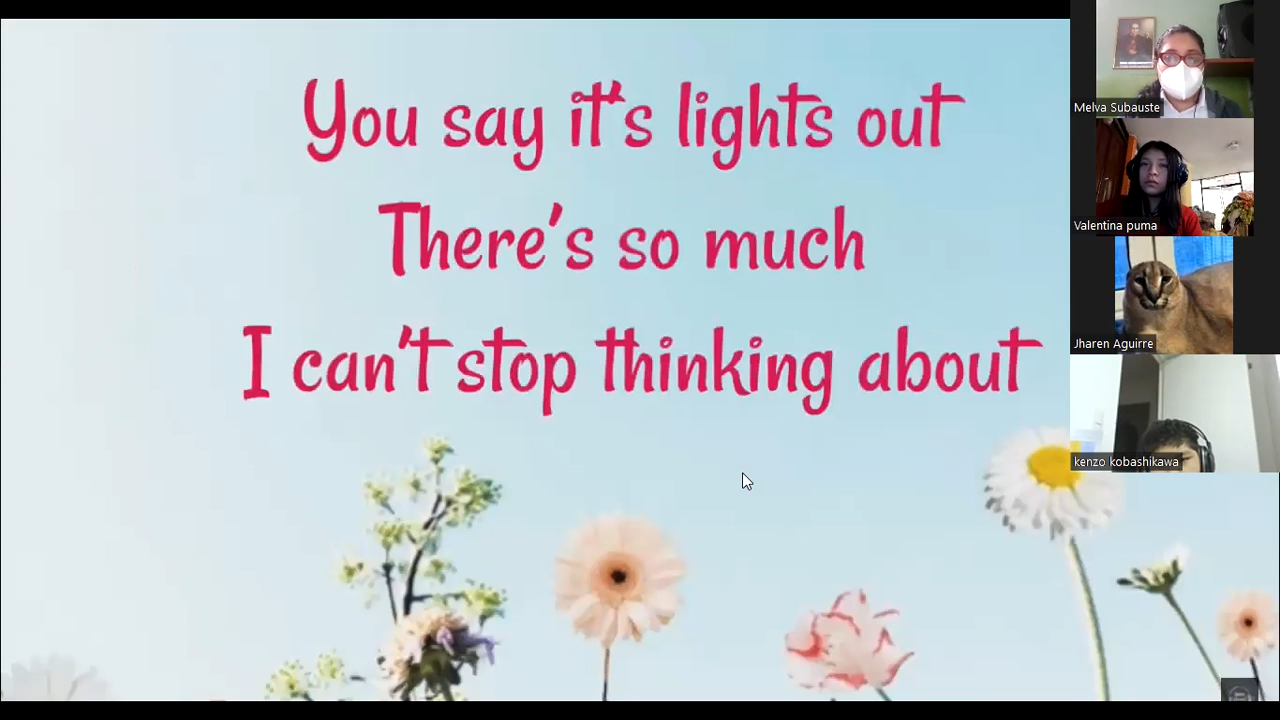 You say it's lights out
There's so much
I can't stop thinking about
Melva Subauste
Valentina puma
Jharen Aguirre
kenzo kobashikawa